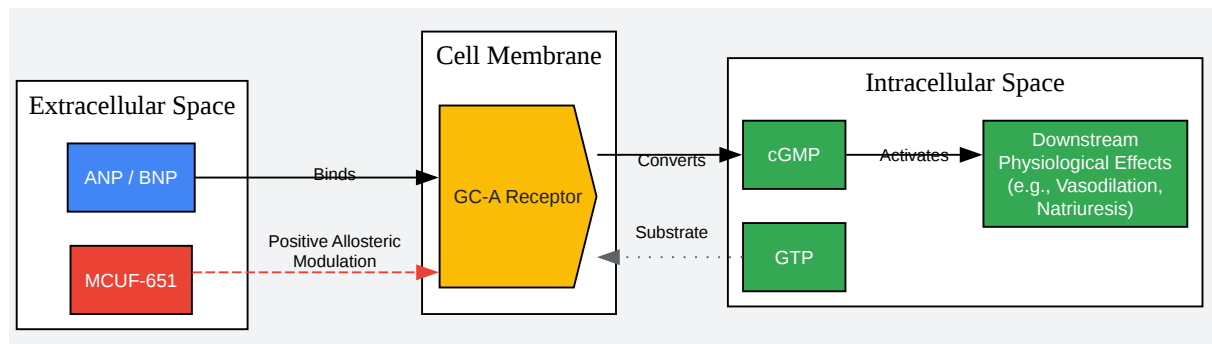 Extracellular Space
ANP / BNP
MCUF-651
Binds
Positive Allosteric
Modulation
Cell Membrane
GC-A Receptor
Converts
Substrate
Intracellular Space
cGMP
GTP
Activates
Downstream
Physiological Effects
(e.g., Vasodilation,
Natriuresis)